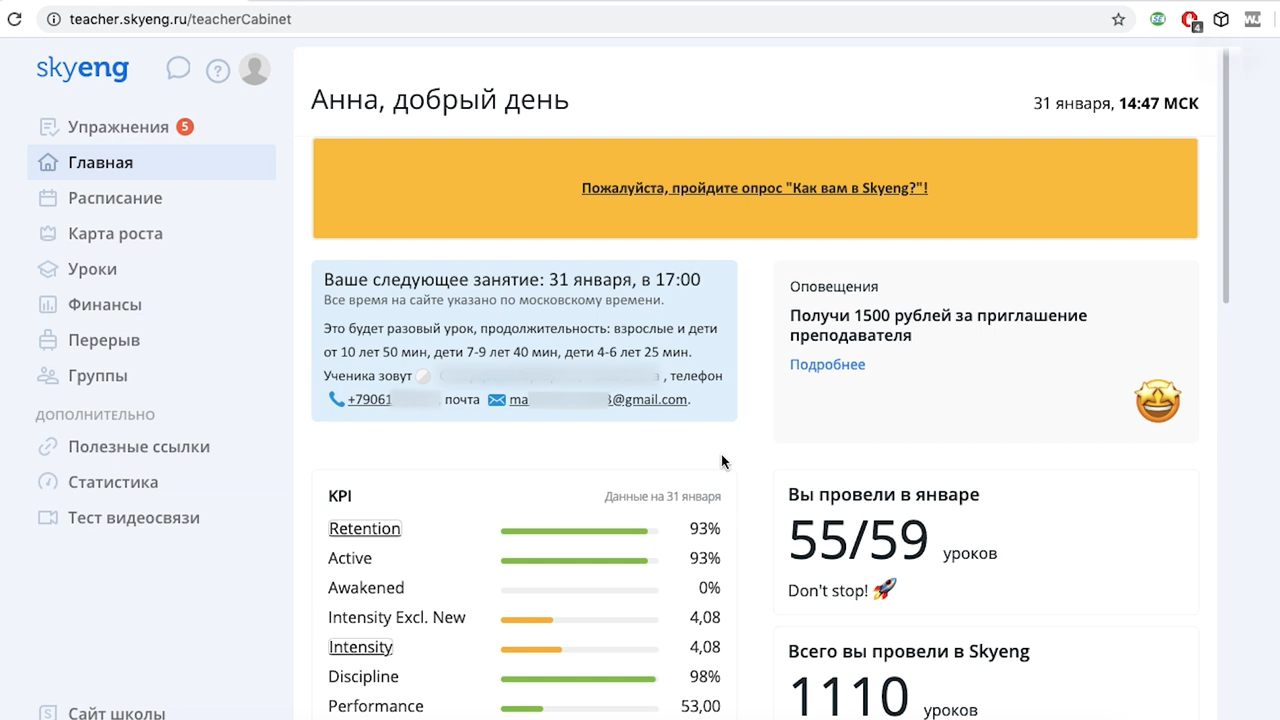 teacher.skyeng.ru/teacherCabinet
4
skyeng
?
Упражнения 5
Главная
Расписание
Карта роста
Уроки
Финансы
Перерыв
Группы
ДОПОЛНИТЕЛЬНО
Полезные ссылки
Статистика
Тест видеосвязи
S Сайт школы
Анна, добрый день
31 января, 14:47 МСК
Пожалуйста, пройдите опрос "Как вам в Skyeng?"!
Ваше следующее занятие: 31 января, в 17:00
Все время на сайте указано по московскому времени.
Это будет разовый урок, продолжительность: взрослые и дети
от 10 лет 50 мин, дети 7-9 лет 40 мин, дети 4-6 лет 25 мин.
Ученика зовут , телефон
+79061 почта ma @gmail.com.
Оповещения
Получи 1500 рублей за приглашение
преподавателя
Подробнее
KPI Данные на 31 января
Retention 93%
Active 93%
Awakened 0%
Intensity Excl. New 4,08
Intensity 4,08
Discipline 98%
Performance 53,00
Вы провели в январе
55/59 уроков
Don't stop!
Всего вы провели в Skyeng
1110 уроков